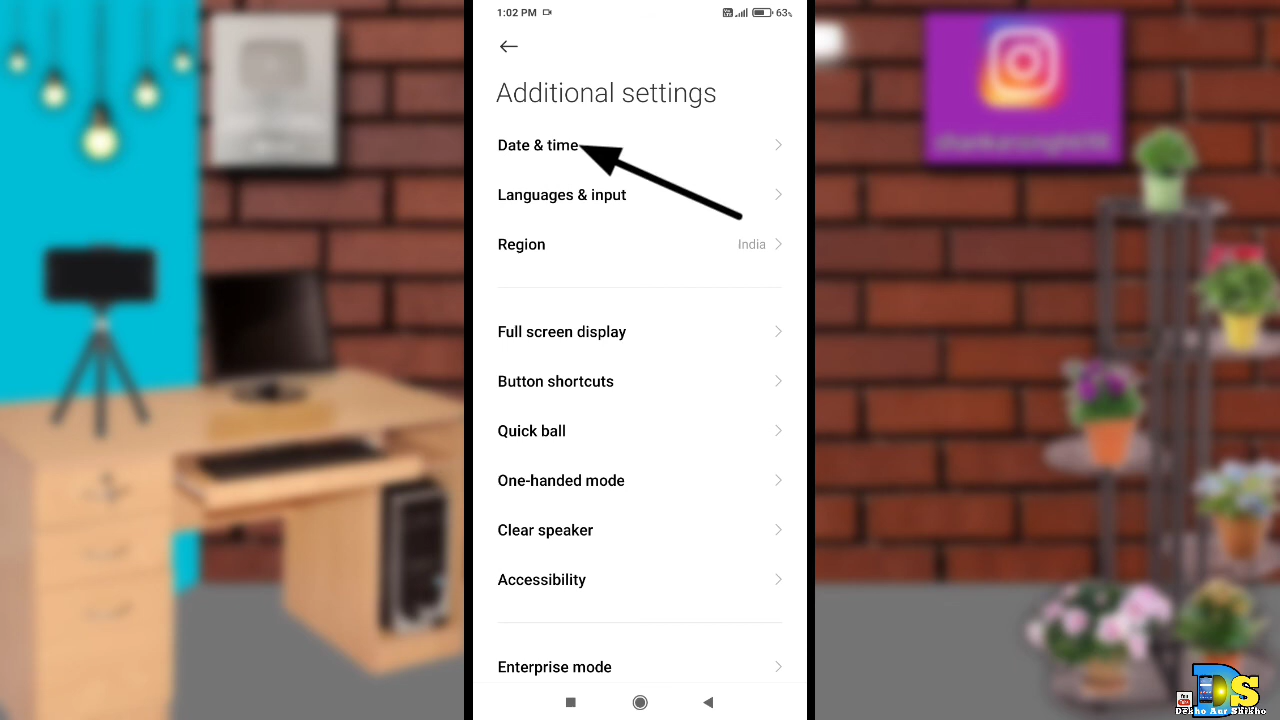 1:02 PM
63%
Additional settings
Date & time
Languages & input
Region
India
Full screen display
Button shortcuts
Quick ball
One-handed mode
Clear speaker
Accessibility
Enterprise mode
DS
Dekho Aur Sikho